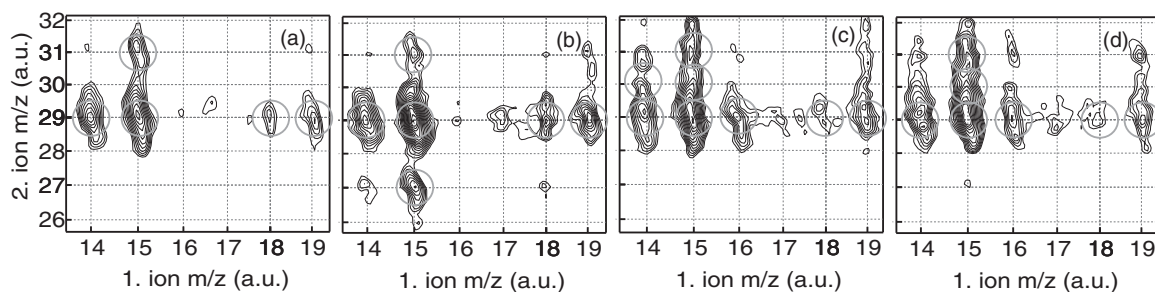 2. ion m/z (a.u.)
32
31
30
29
28
27
26
(a)
(b)
(c)
(d)
14 15 16 17 18 19
14 15 16 17 18 19
14 15 16 17 18 19
14 15 16 17 18 19
1. ion m/z (a.u.)
1. ion m/z (a.u.)
1. ion m/z (a.u.)
1. ion m/z (a.u.)